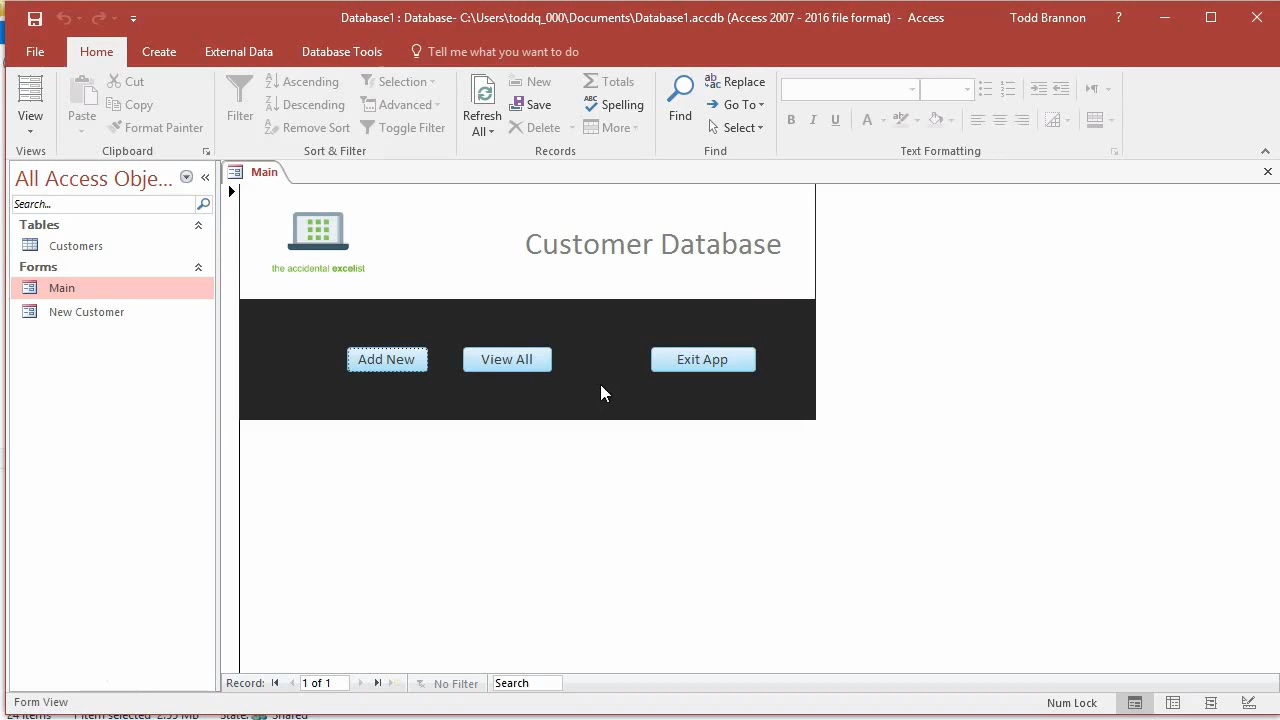 Database1 : Database- C:\Users\toddq_000\Documents\Database1.accdb (Access 2007 - 2016 file format) - Access
Todd Brannon
?
File
Home
Create
External Data
Database Tools
Tell me what you want to do
View
Views
Paste
Cut
Copy
Format Painter
Clipboard
Filter
Ascending
Descending
Selection
Advanced
Toggle Filter
Sort & Filter
Refresh
All
New
Save
Delete
Totals
Spelling
More
Records
Find
Replace
Go To
Select
Find
B I U A
Text Formatting
All Access Obje...
Search...
Tables
Customers
Forms
Main
New Customer
Main
the accidental excelist
Customer Database
Add New
View All
Exit App
Record:
1 of 1
No Filter
Search
Form View
Num Lock